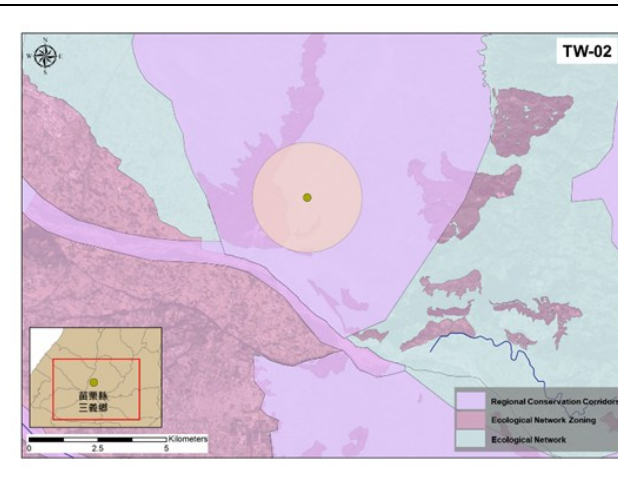 N
W E
S
TW-02
苗栗縣
三義鄉
Kilometers
0 2.5 5
Regional Conservation Corridors
Ecological Network Zoning
Ecological Network